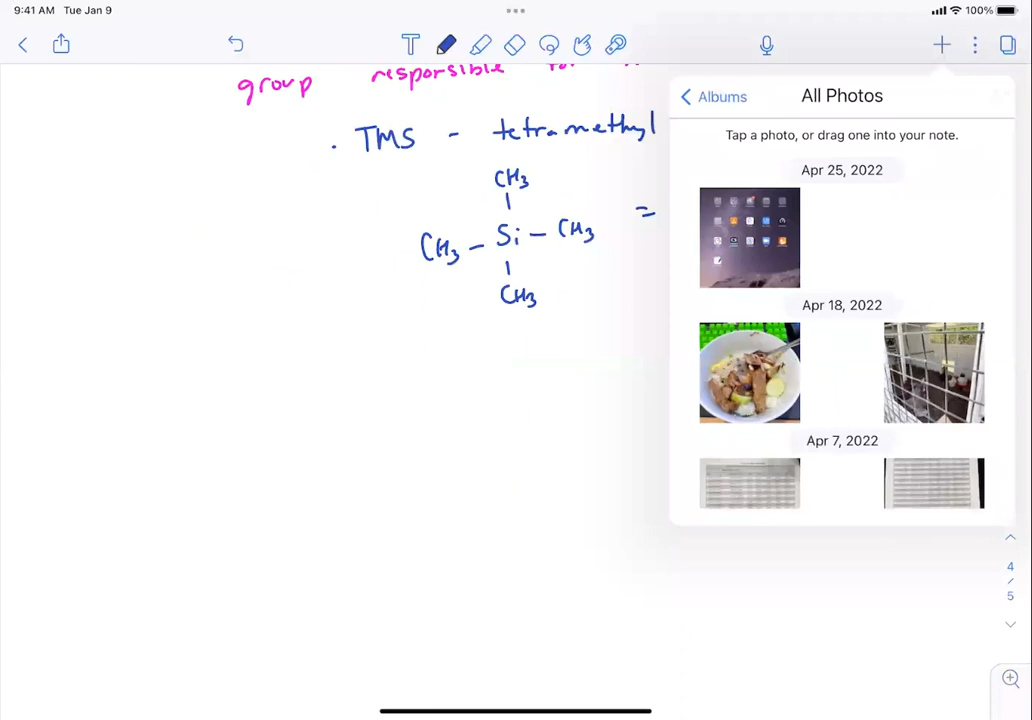 9:41 AM Tue Jan 9
100%
T
group responsible
Albums All Photos
Tap a photo, or drag one into your note.
. TMS - tetramethyl
Apr 25, 2022
CH3
|
CH3 - Si - CH3 =
|
CH3
Apr 18, 2022
Apr 7, 2022
4
/
5